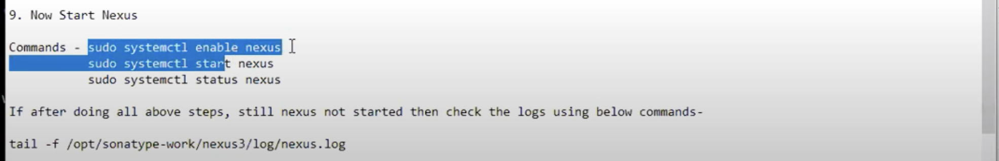 9. Now Start Nexus
Commands - sudo systemctl enable nexus
sudo systemctl start nexus
sudo systemctl status nexus
If after doing all above steps, still nexus not started then check the logs using below commands-
tail -f /opt/sonatype-work/nexus3/log/nexus.log